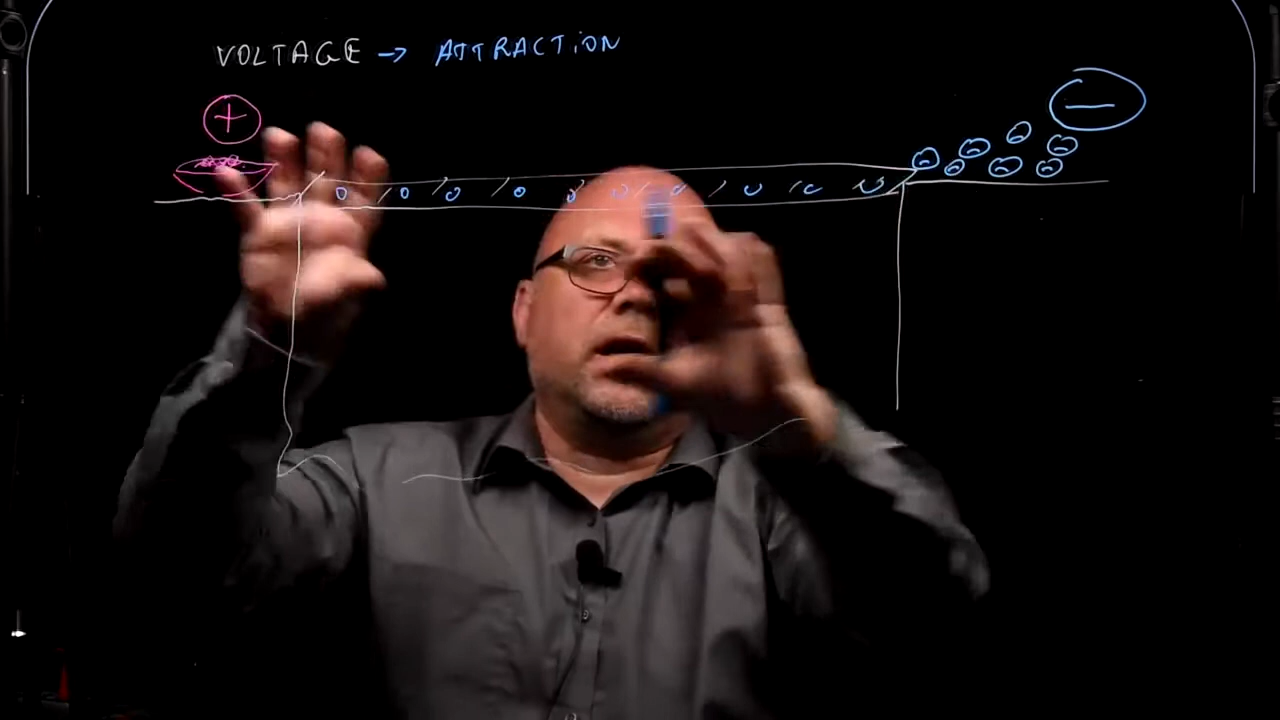 VOLTAGE → ATTRACTION
+
−